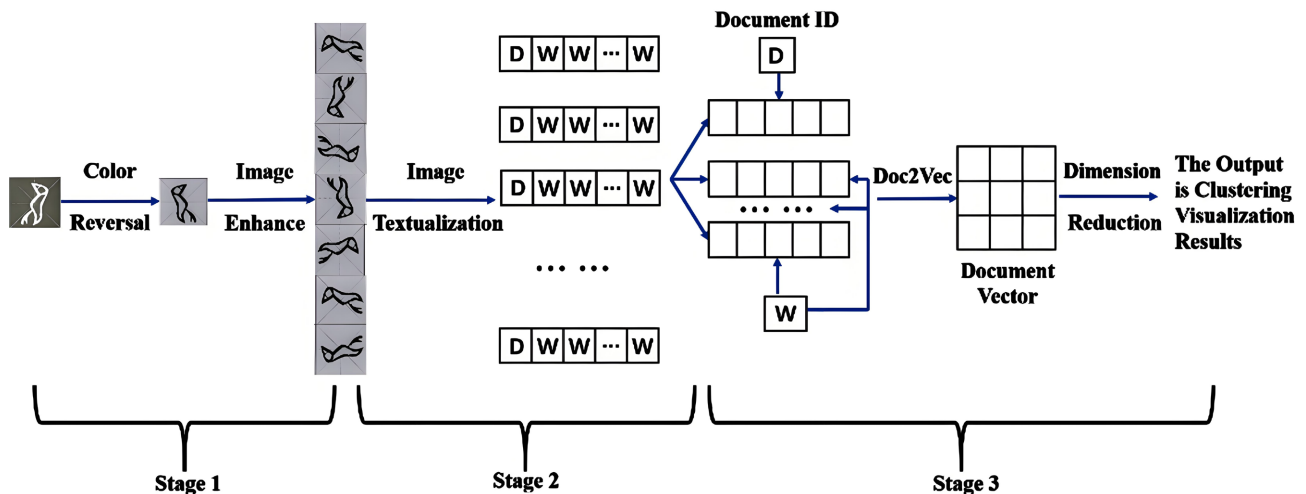 Document ID
D W W ... W
D
D W W ... W
Color
Reversal
Image
Enhance
Image
Textualization
D W W ... W
... ...
Doc2Vec
Dimension
Reduction
The Output
is Clustering
Visualization
Results
... ...
Document
Vector
W
D W W ... W
Stage 1
Stage 2
Stage 3